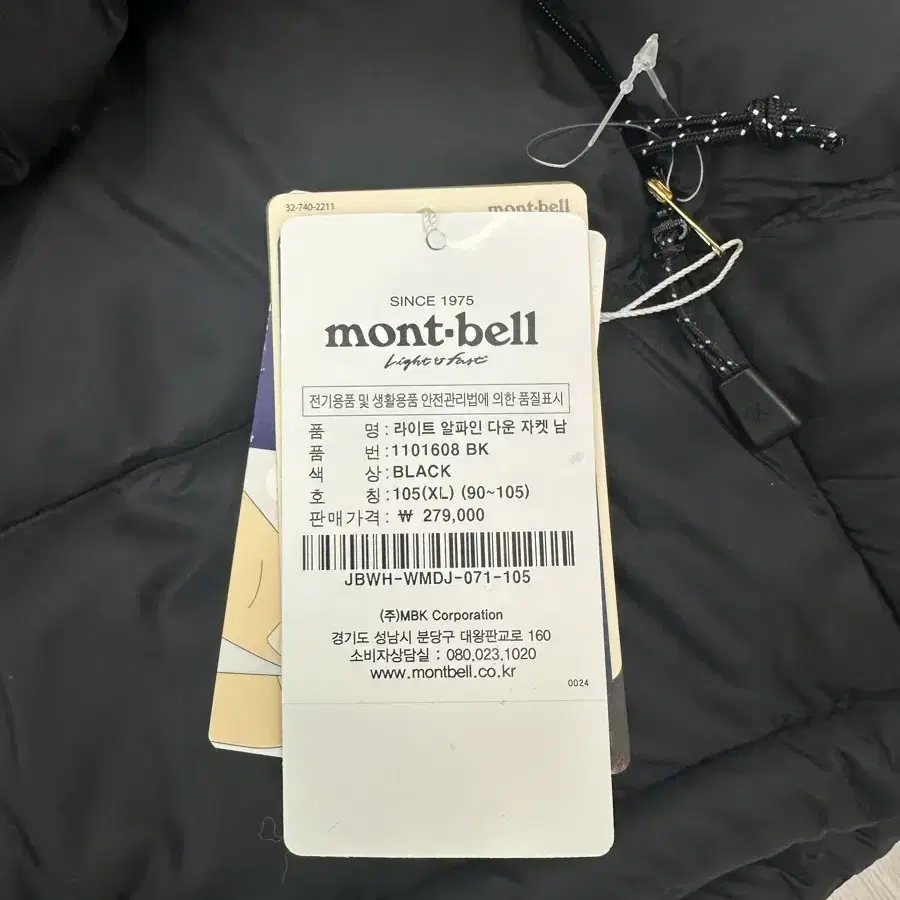 32-740-2211
mont-bell
SINCE 1975
mont-bell
Light & Fast
전기용품 및 생활용품 안전관리법에 의한 품질표시
품 명 : 라이트 알파인 다운 자켓 남
품 번 : 1101608 BK
색 상 : BLACK
호 칭 : 105(XL) (90~105)
판매가격 : ₩ 279,000
JBWH-WMDJ-071-105
(주)MBK Corporation
경기도 성남시 분당구 대왕판교로 160
소비자상담실 : 080.023.1020
www.montbell.co.kr
0024